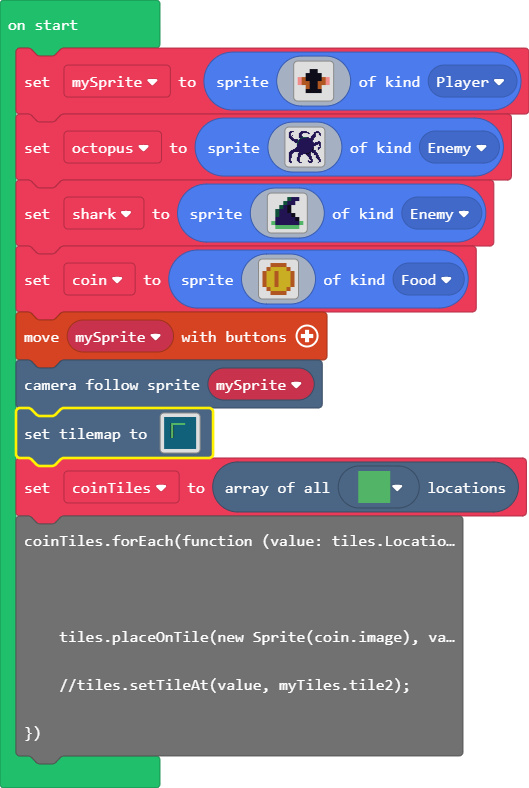 on start
set mySprite to sprite of kind Player
set octopus to sprite of kind Enemy
set shark to sprite of kind Enemy
set coin to sprite of kind Food
move mySprite with buttons
camera follow sprite mySprite
set tilemap to
set coinTiles to array of all locations
coinTiles.forEach(function (value: tiles.Locatio…
tiles.placeOnTile(new Sprite(coin.image), va…
//tiles.setTileAt(value, myTiles.tile2);
})